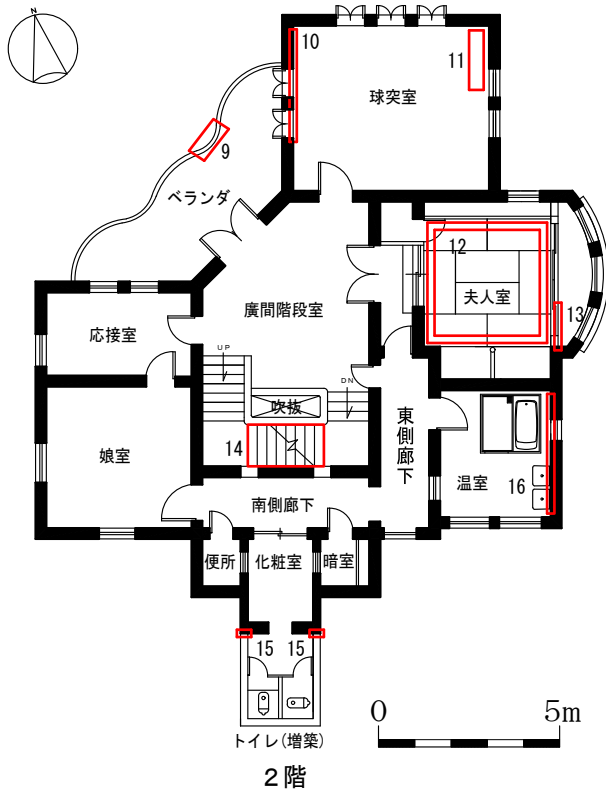 N
10
11
球突室
9
ベランダ
12
夫人室
13
廣間階段室
応接室
UP
DN
吹抜
14
娘室
東側廊下
温室
16
南側廊下
便所
化粧室
暗室
15
15
トイレ(増築)
0
5m
2階